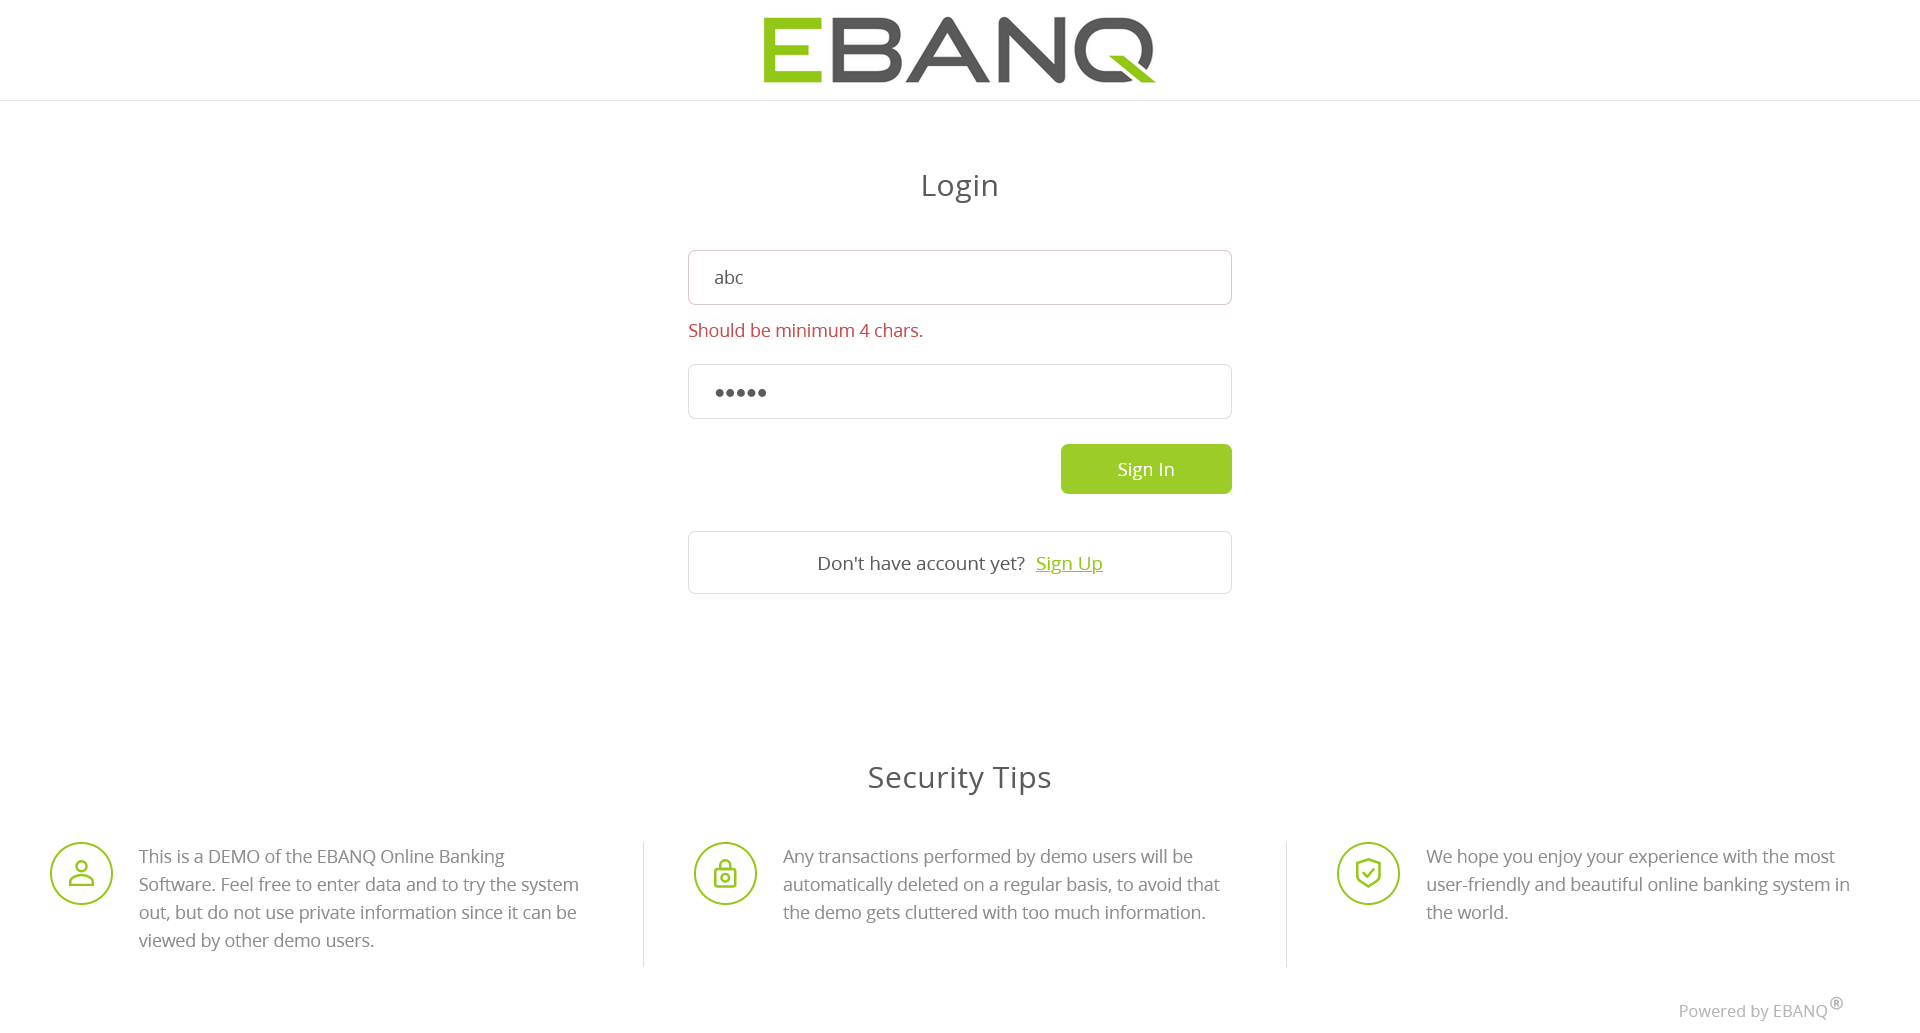 EBANQ
Login
abc
Should be minimum 4 chars.
●●●●●
Sign In
Don't have account yet? Sign Up
Security Tips
This is a DEMO of the EBANQ Online Banking
Software. Feel free to enter data and to try the system
out, but do not use private information since it can be
viewed by other demo users.
Any transactions performed by demo users will be
automatically deleted on a regular basis, to avoid that
the demo gets cluttered with too much information.
We hope you enjoy your experience with the most
user-friendly and beautiful online banking system in
the world.
Powered by EBANQ®